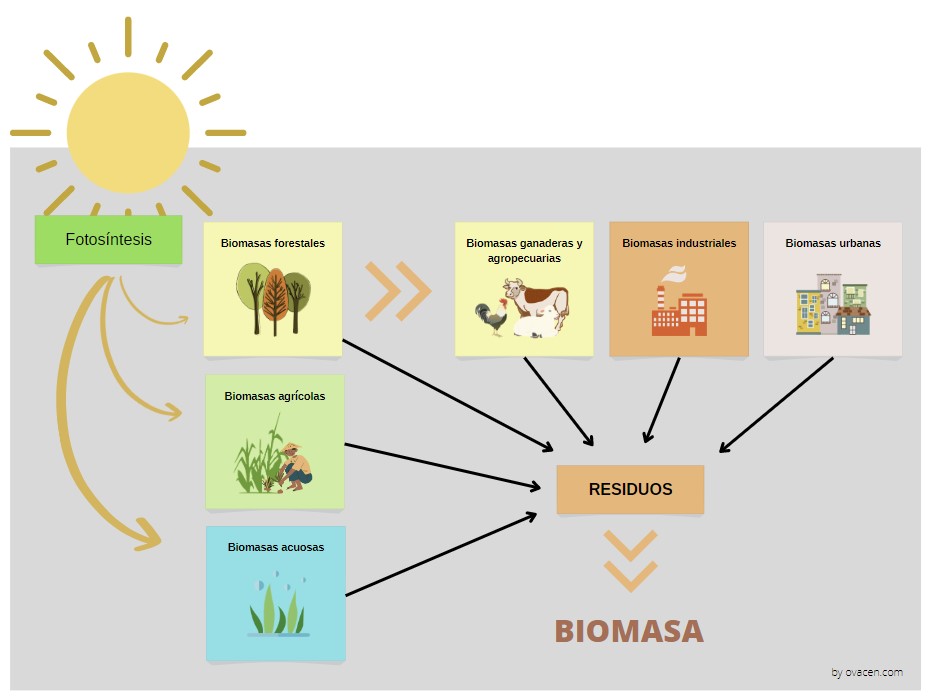 Fotosíntesis
Biomasas forestales
Biomasas ganaderas y
agropecuarias
Biomasas industriales
Biomasas urbanas
Biomasas agrícolas
RESIDUOS
Biomasas acuosas
BIOMASA
by ovacen.com